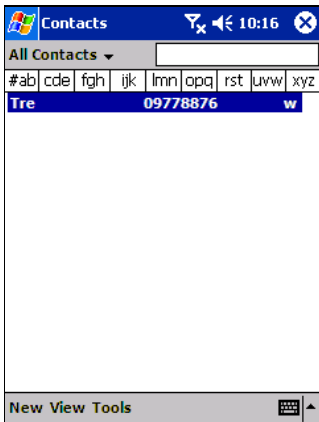 Contacts 10:16
All Contacts
#ab cde fgh ijk lmn opq rst uvw xyz
Tre 09778876 w
New View Tools